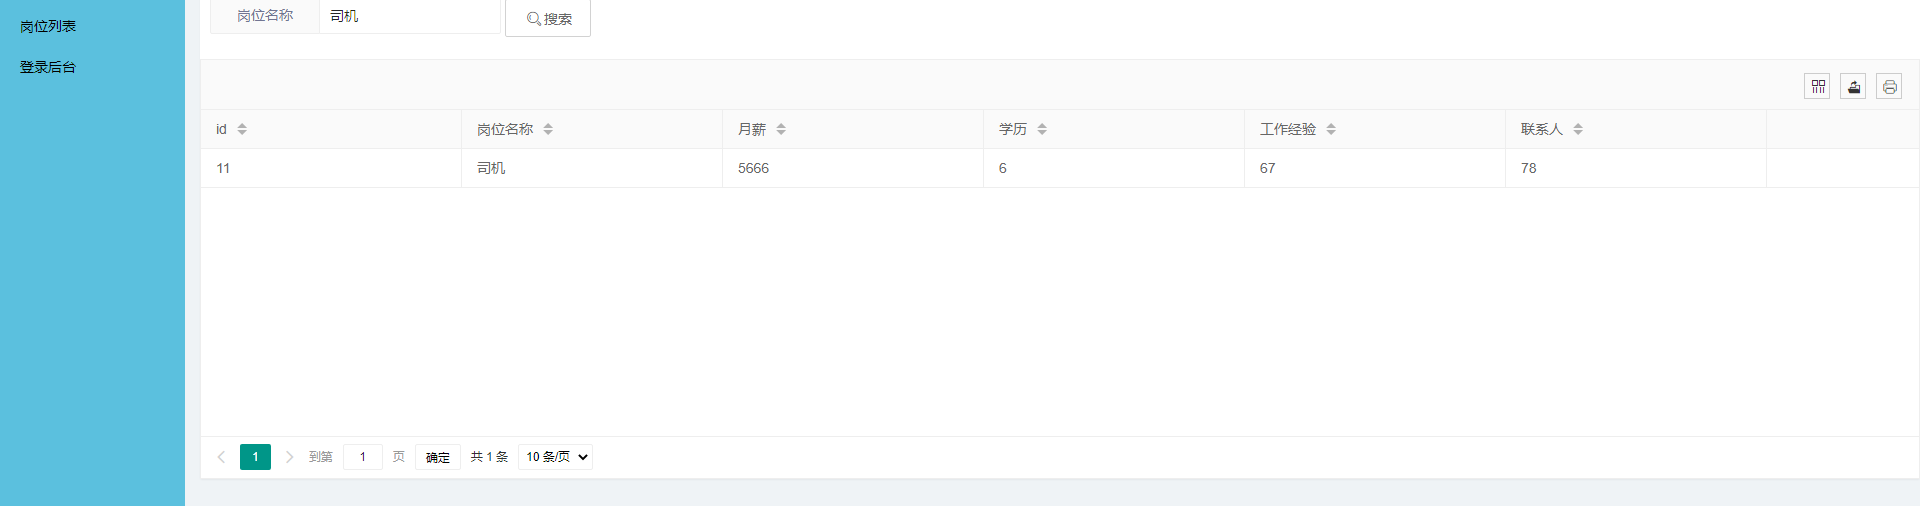 岗位列表
登录后台
岗位名称 司机 搜索
id 岗位名称 月薪 学历 工作经验 联系人
11 司机 5666 6 67 78
1 到第 1 页 确定 共 1 条 10 条/页